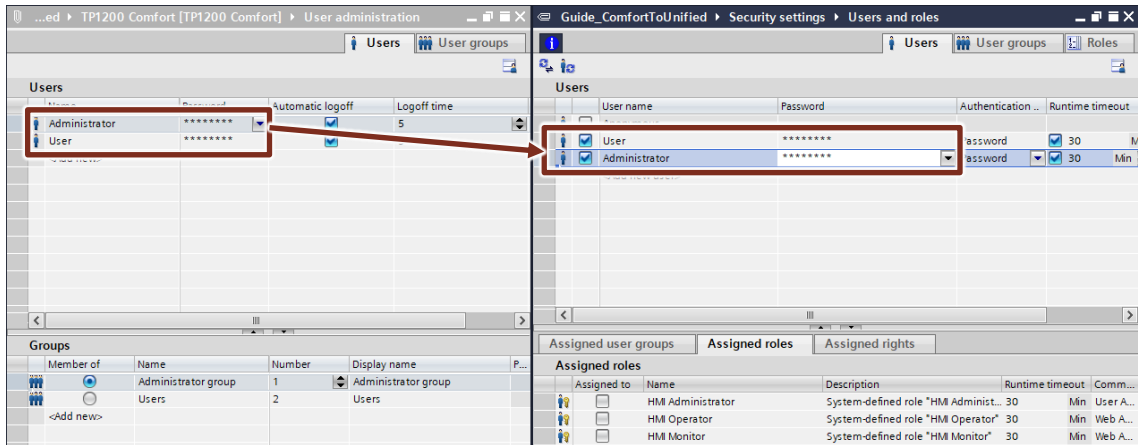 ...ed ▸ TP1200 Comfort [TP1200 Comfort] ▸ User administration
Users
User groups
Users
Automatic logoff
Logoff time
Administrator
********
5
User
********
Groups
Member of
Name
Number
Display name
P...
Administrator group
1
Administrator group
Users
2
Users
<Add new>
Guide_ComfortToUnified ▸ Security settings ▸ Users and roles
Users
User groups
Roles
Users
User name
Password
Authentication ..
Runtime timeout
User
********
Password
30
M
Administrator
********
30
Min
Assigned user groups
Assigned roles
Assigned rights
Assigned roles
Assigned to
Name
Description
Runtime timeout
Comm...
HMI Administrator
System-defined role "HMI Administ...
30
Min
User A...
HMI Operator
System-defined role "HMI Operator"
30
Min
Web A...
HMI Monitor
System-defined role "HMI Monitor"
30
Min
Web A...